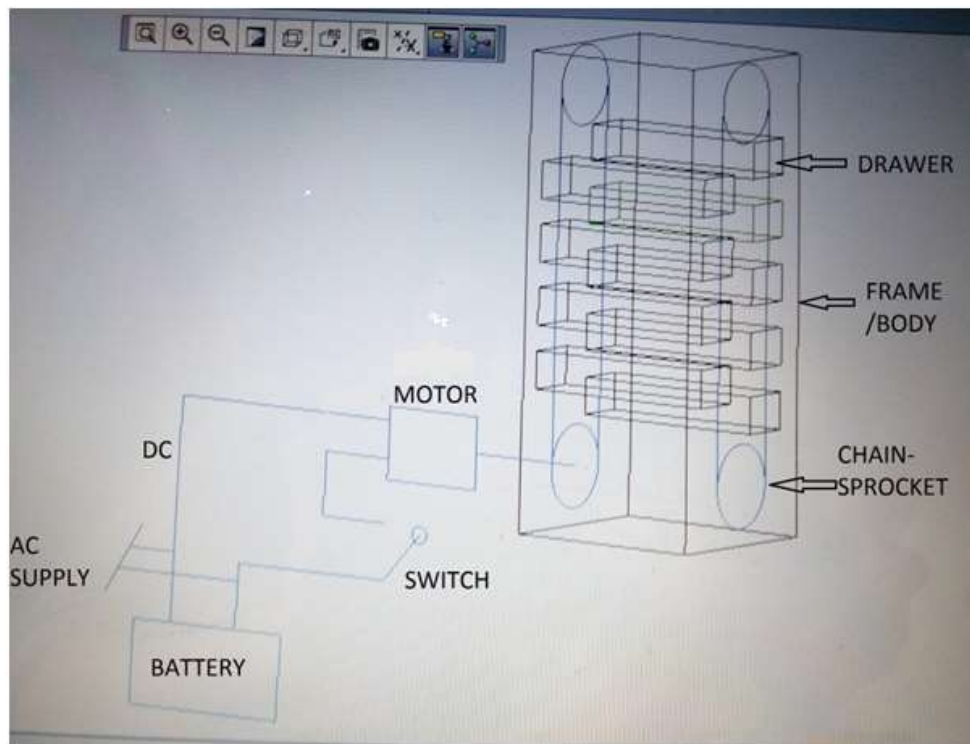 DRAWER
FRAME
/BODY
MOTOR
DC
CHAIN-
SPROCKET
AC
SUPPLY
SWITCH
BATTERY